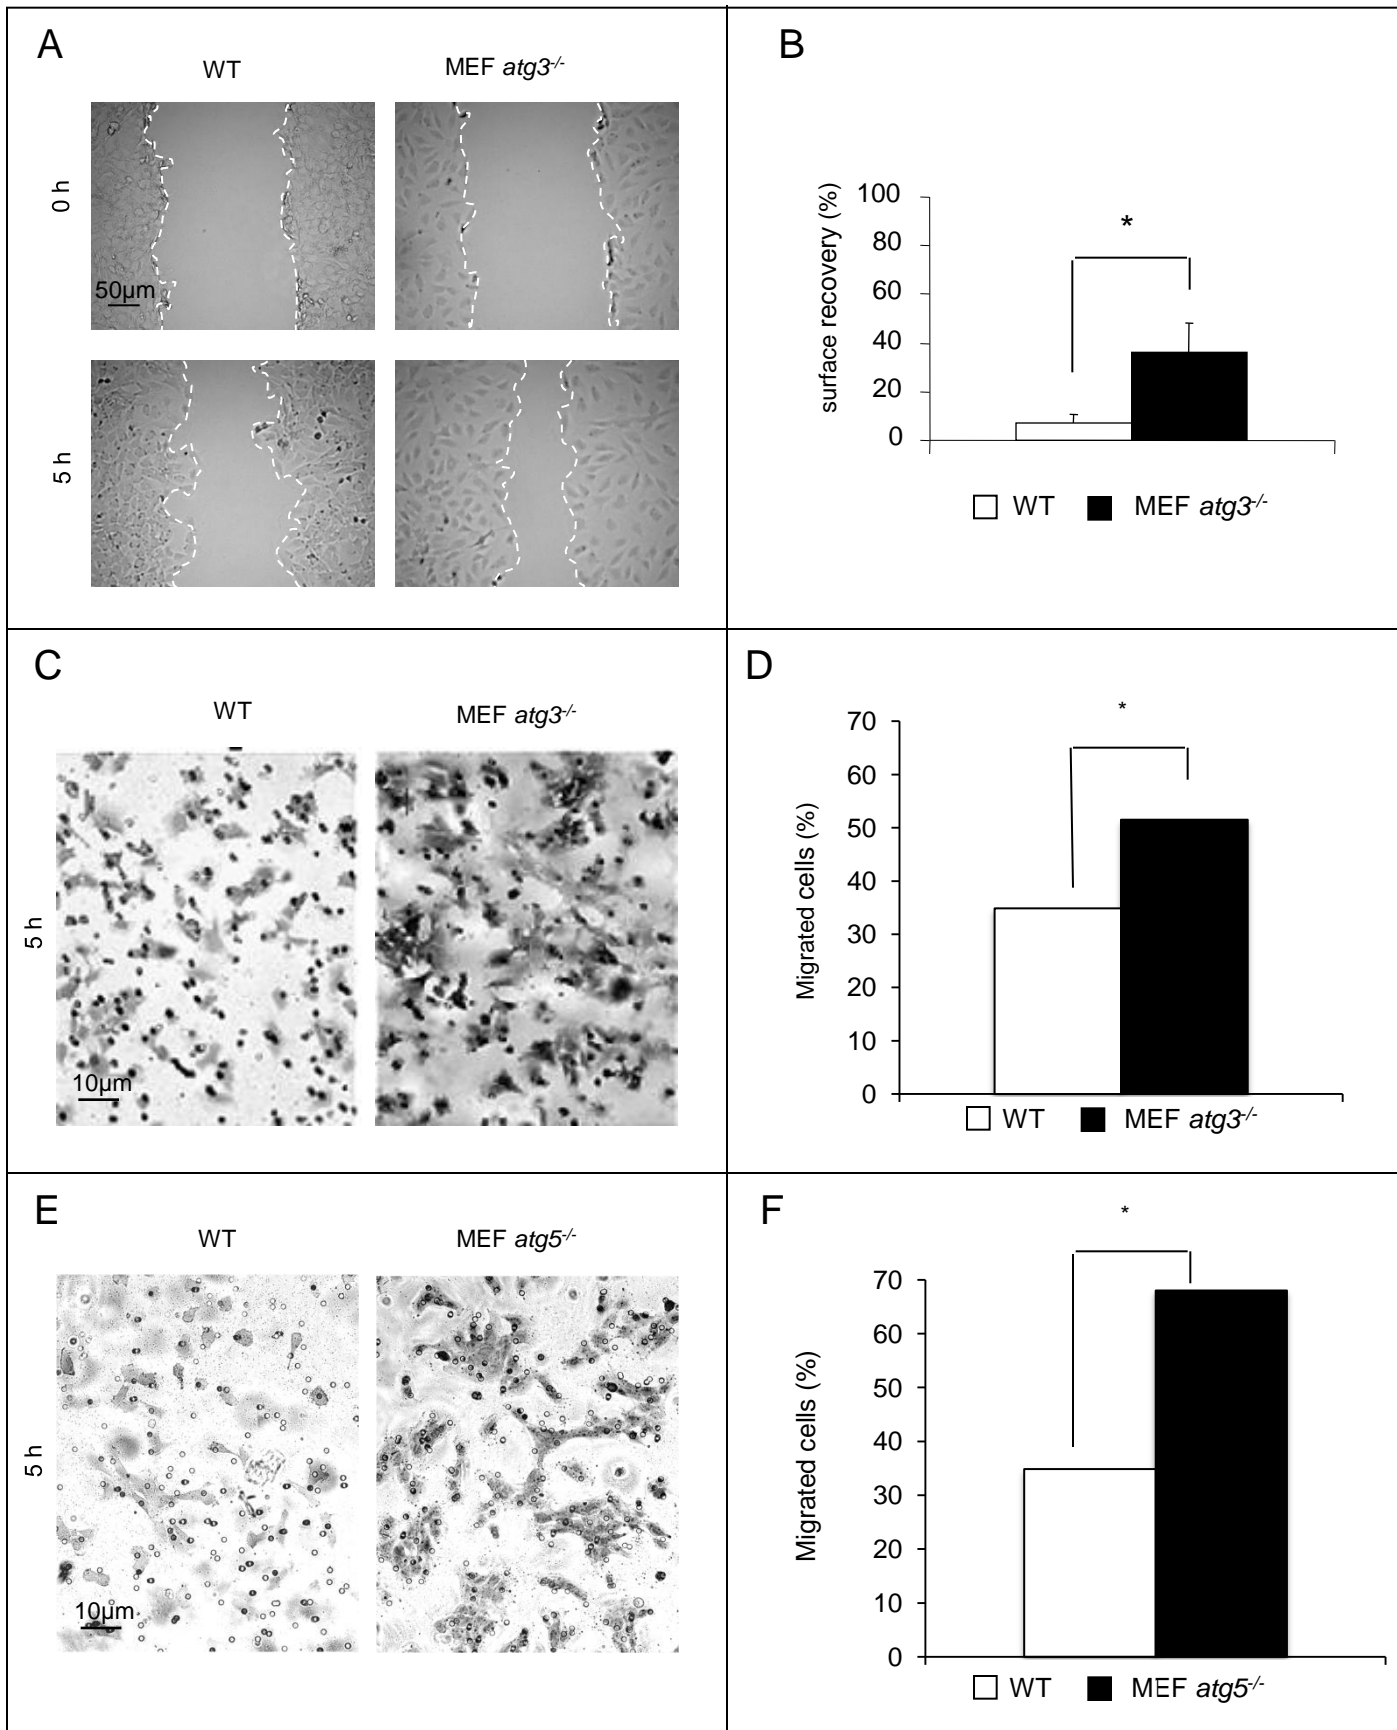 A
WT
MEF atg3-/-
0 h
50µm
5 h
B
surface recovery (%)
100
80
60
40
20
0
*
WT
MEF atg3-/-
C
WT
MEF atg3-/-
5 h
10µm
D
Migrated cells (%)
70
60
50
40
30
20
10
0
*
WT
MEF atg3-/-
E
WT
MEF atg5-/-
5 h
10µm
F
Migrated cells (%)
70
60
50
40
30
20
10
0
*
WT
MEF atg5-/-